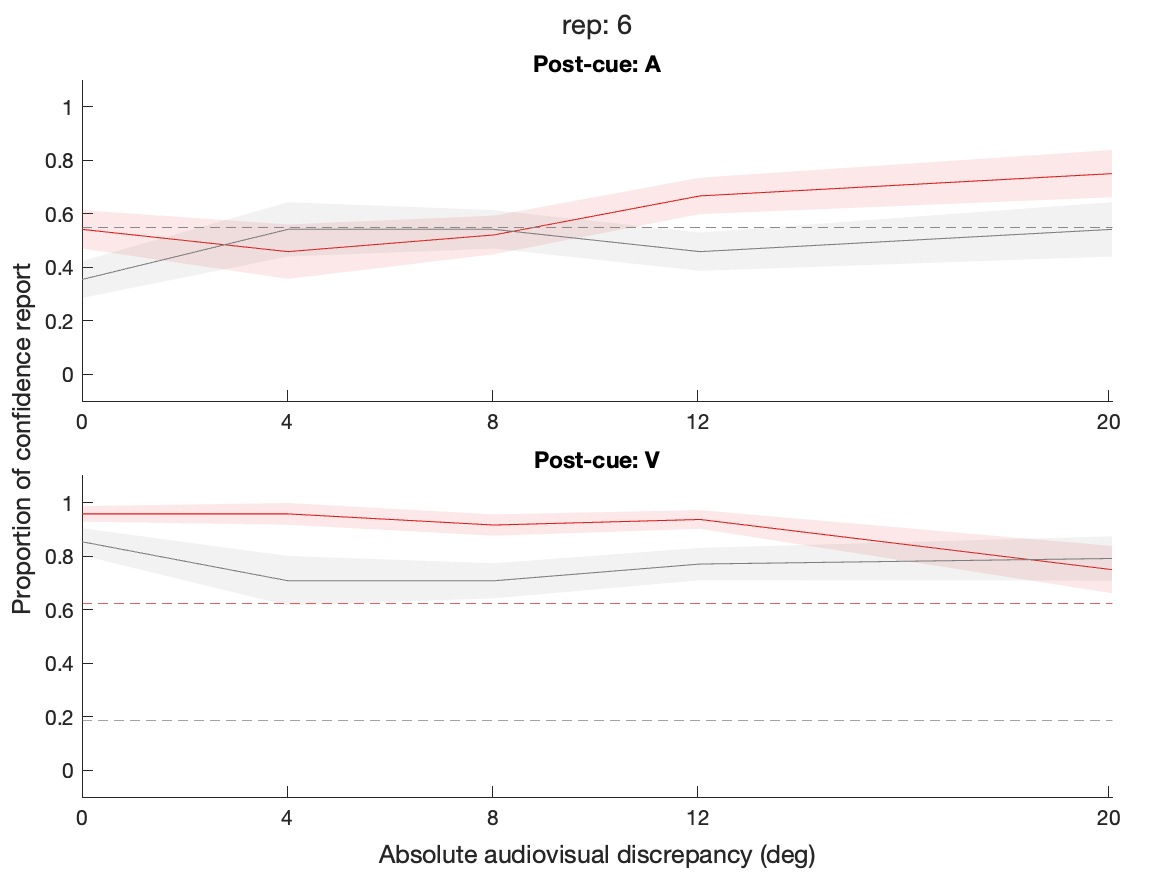 rep: 6
Post-cue: A
1
0.8
0.6
0.4
0.2
0
0 4 8 12 20
Post-cue: V
1
0.8
0.6
0.4
0.2
0
0 4 8 12 20
Proportion of confidence report
Absolute audiovisual discrepancy (deg)